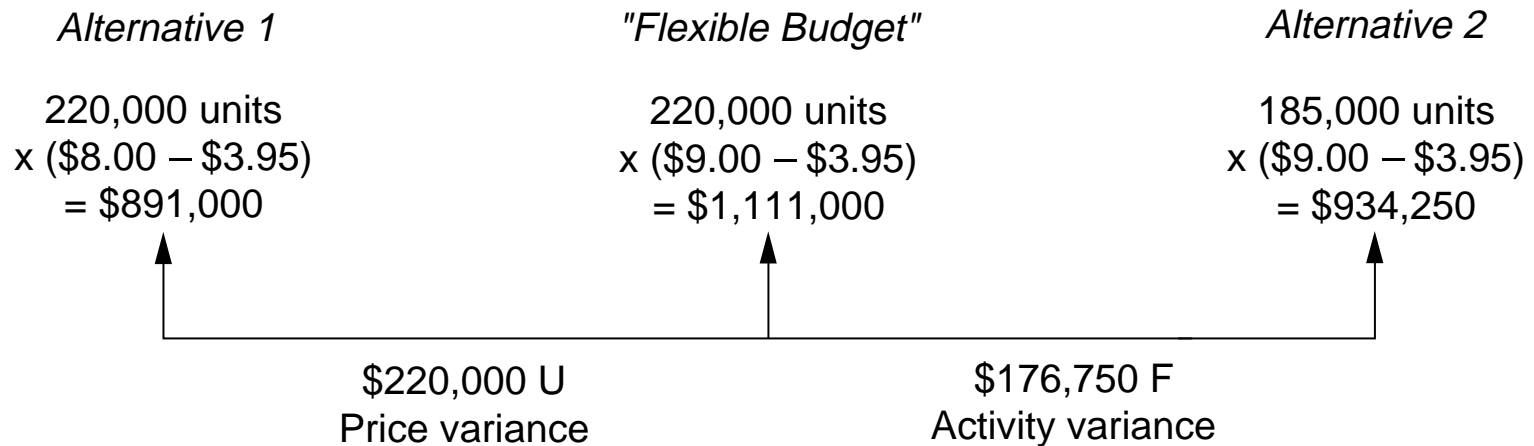 Alternative 1
220,000 units
x ($8.00 – $3.95)
= $891,000
"Flexible Budget"
220,000 units
x ($9.00 – $3.95)
= $1,111,000
Alternative 2
185,000 units
x ($9.00 – $3.95)
= $934,250
$220,000 U
Price variance
$176,750 F
Activity variance